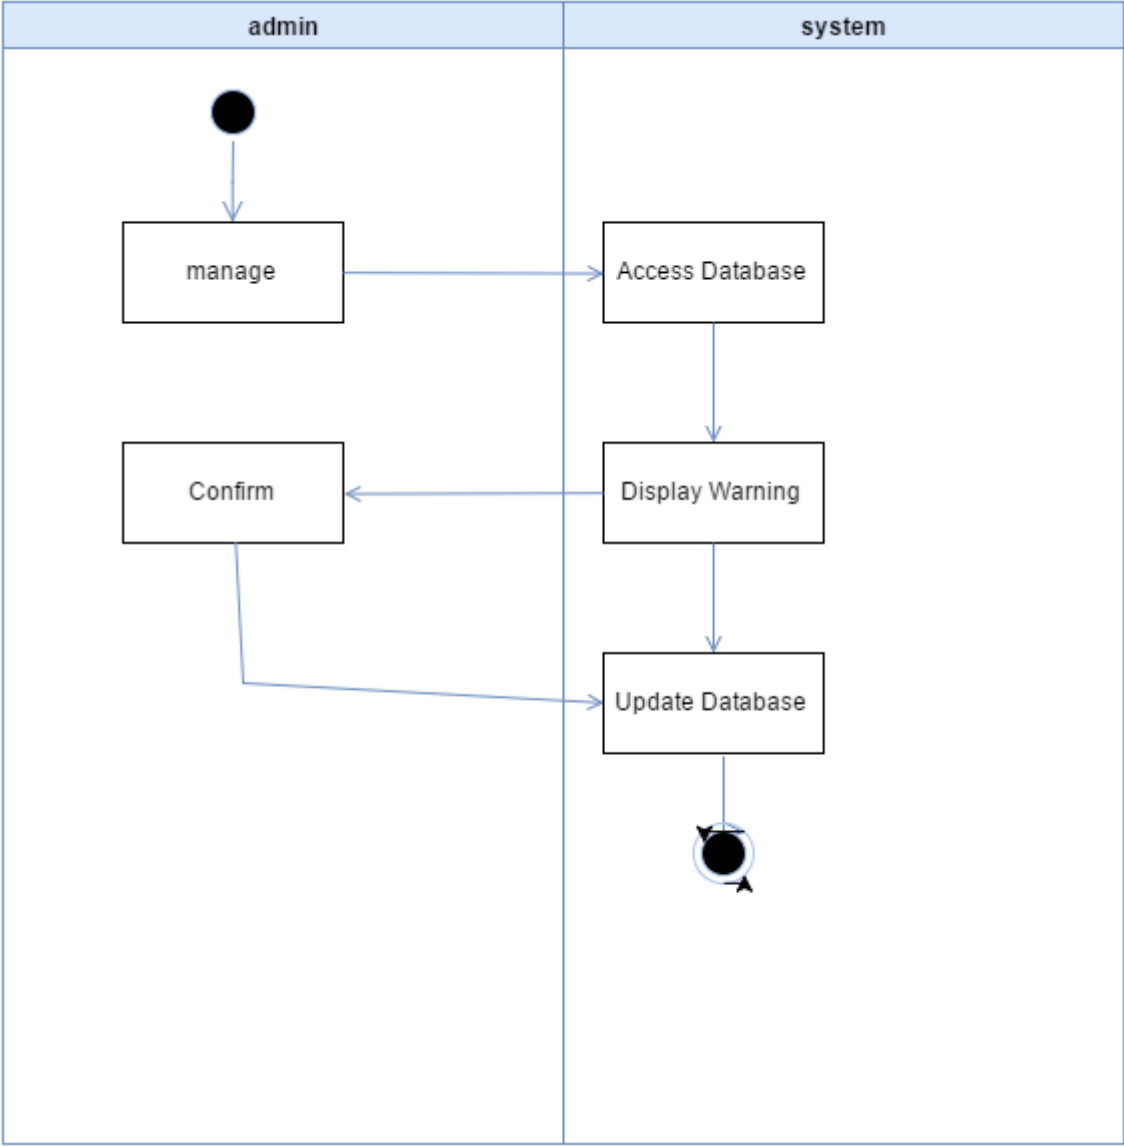 admin
system
manage
Access Database
Confirm
Display Warning
Update Database